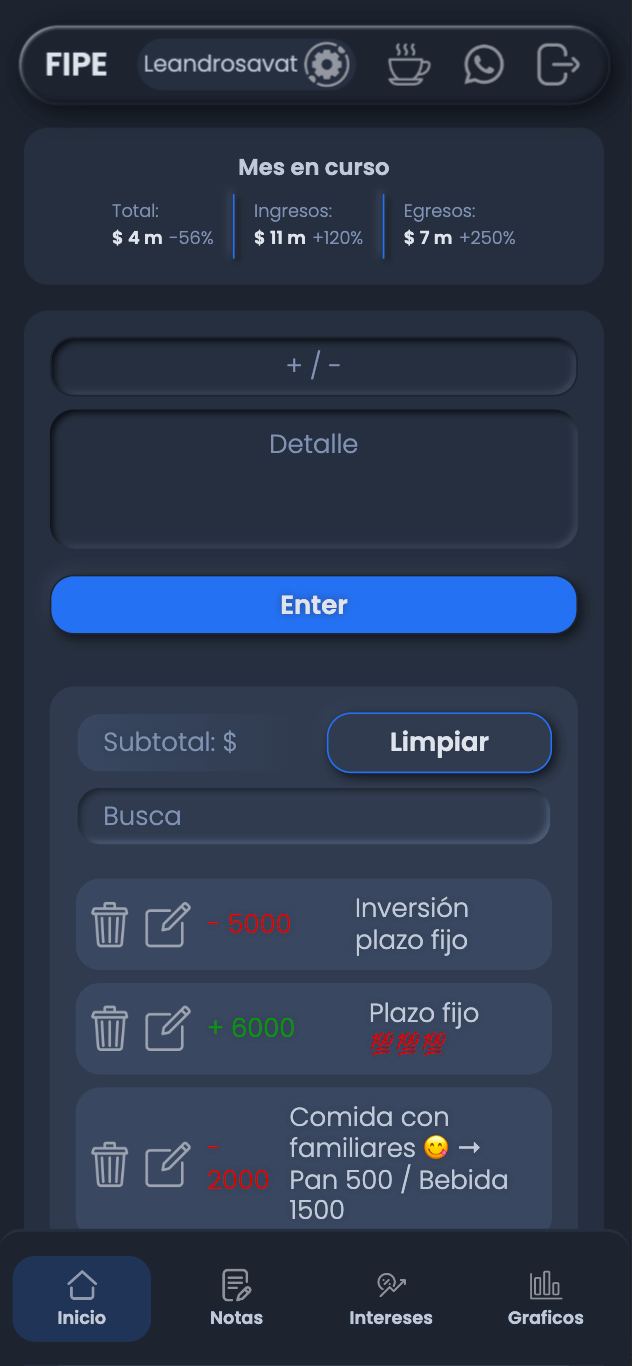 FIPE
Leandrosavat
Mes en curso
Total:
$ 4 m -56%
Ingresos:
$ 11 m +120%
Egresos:
$ 7 m +250%
+ / -
Detalle
Enter
Subtotal: $
Limpiar
Busca
- 5000
Inversión
plazo fijo
+ 6000
Plazo fijo
💯💯💯
-
2000
Comida con
familiares 😋 →
Pan 500 / Bebida
1500
Inicio
Notas
Intereses
Graficos